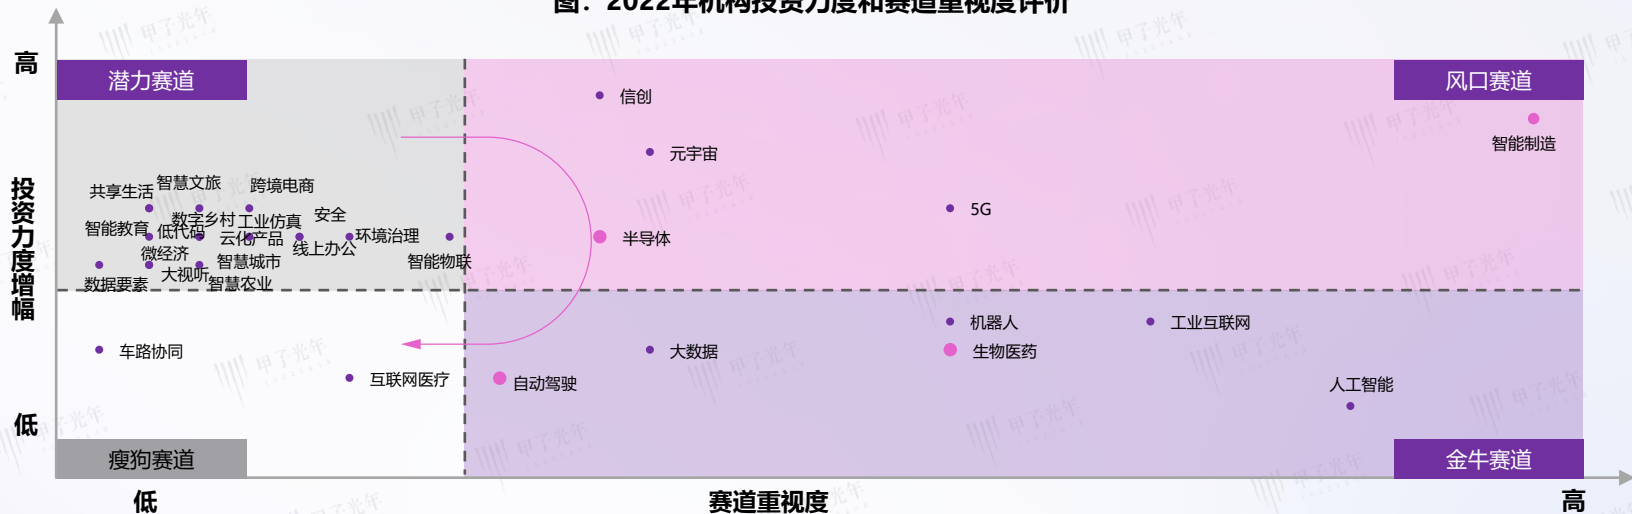 图：2022年机构投资力度和赛道重视度评价
高
潜力赛道
风口赛道
信创
智能制造
元宇宙
共享生活
智慧文旅
跨境电商
5G
智能教育
数字乡村
工业仿真
安全
低代码
云化产品
线上办公
环境治理
半导体
微经济
智慧城市
智能物联
数据要素
大视听
智慧农业
投资力度增幅
机器人
工业互联网
车路协同
大数据
生物医药
互联网医疗
自动驾驶
人工智能
低
瘦狗赛道
金牛赛道
低
赛道重视度
高
甲子光年